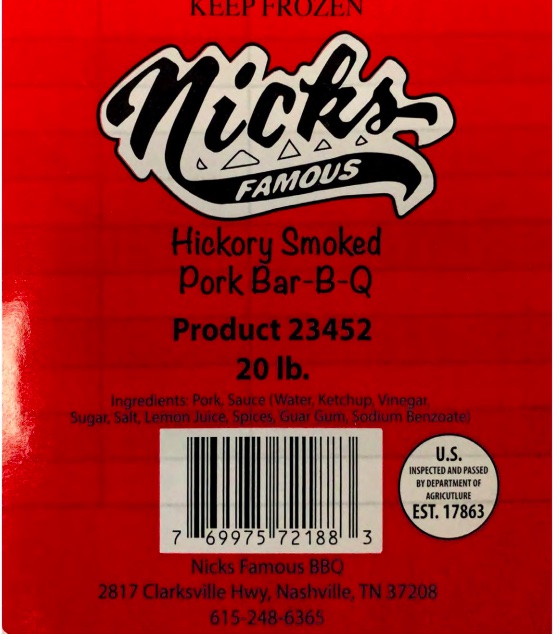 KEEP FROZEN
Nicks
FAMOUS
Hickory Smoked
Pork Bar-B-Q
Product 23452
20 lb.
Ingredients: Pork, Sauce (Water, Ketchup, Vinegar,
Sugar, Salt, Lemon Juice, Spices, Guar Gum, Sodium Benzoate)
7 69975 72188 3
U.S.
INSPECTED AND PASSED
BY DEPARTMENT OF
AGRICUTLURE
EST. 17863
Nicks Famous BBQ
2817 Clarksville Hwy, Nashville, TN 37208
615-248-6365